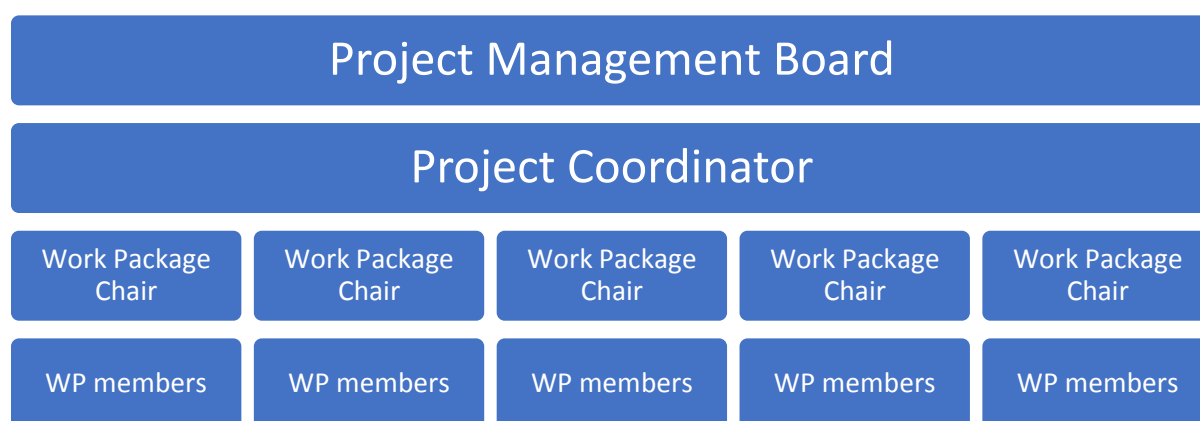 Project Management Board
Project Coordinator
Work Package
Chair
Work Package
Chair
Work Package
Chair
Work Package
Chair
Work Package
Chair
WP members
WP members
WP members
WP members
WP members